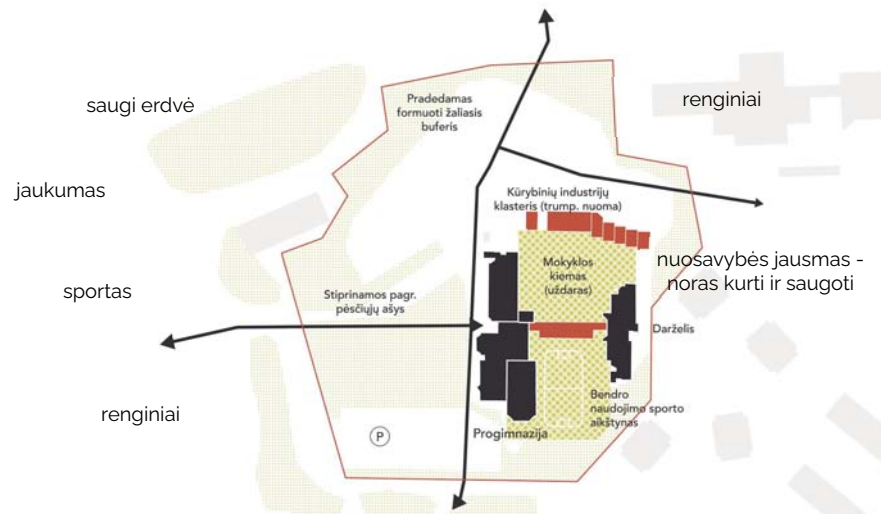 saugi erdvė
renginiai
Pradedamas
formuoti žaliasis
buferis
jaukumas
Kūrybinių industrijų
klasteris (trump. nuoma)
Mokyklos
kiemas
(uždaras)
nuosavybės jausmas -
noras kurti ir saugoti
sportas
Stiprinamos pagr.
pėsčiųjų ašys
Darželis
renginiai
Bendro
naudojimo sporto
aikštynas
P
Progimnazija